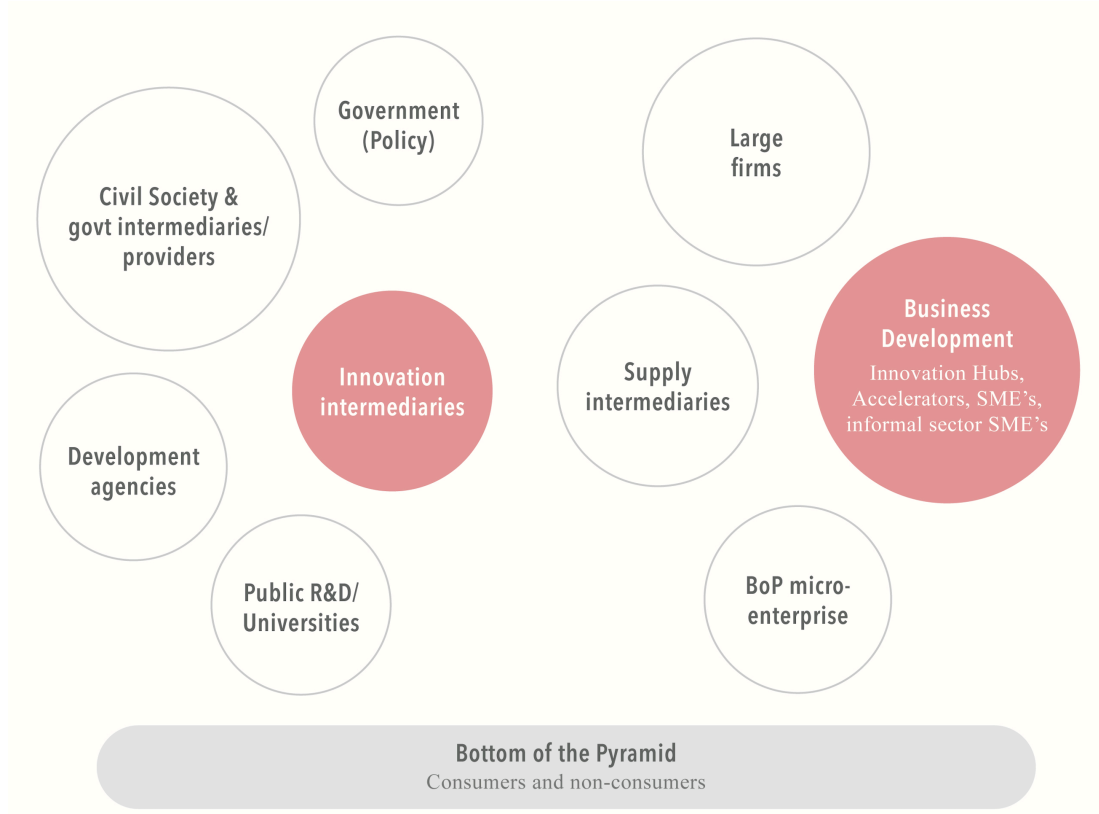 Government
(Policy)
Large
firms
Civil Society &
govt intermediaries/
providers
Business
Development
Innovation Hubs,
Accelerators, SME’s,
informal sector SME’s
Innovation
intermediaries
Supply
intermediaries
Development
agencies
Public R&D/
Universities
BoP micro-
enterprise
Bottom of the Pyramid
Consumers and non-consumers